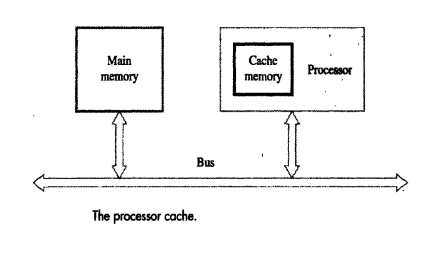 Main
memory
Cache
memory
Processor
Bus
The processor cache.